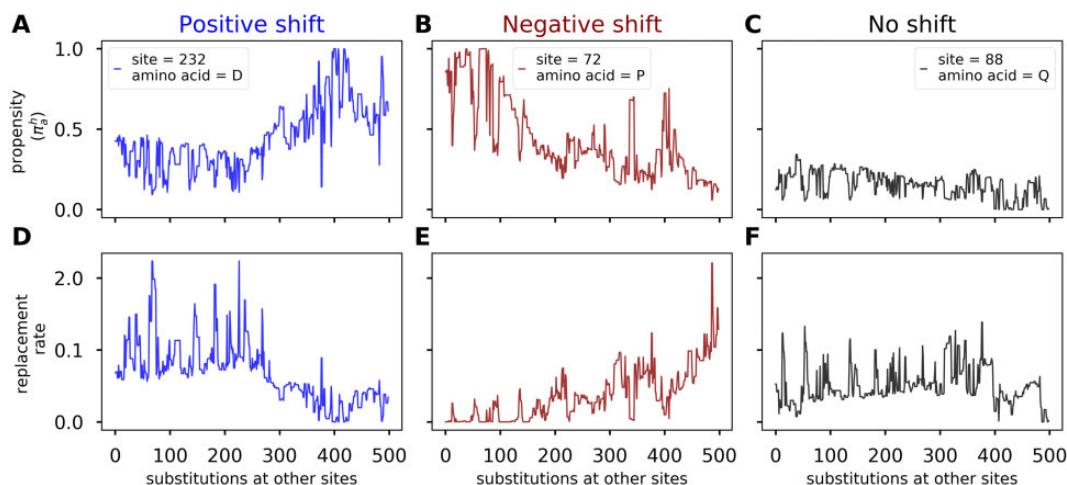 A Positive shift B Negative shift C No shift
propensity
(π_a^i)
1.0
0.5
0.0
site = 232
amino acid = D
site = 72
amino acid = P
site = 88
amino acid = Q
D E F
replacement
rate
2.0
0.1
0.0
0 100 200 300 400 500 0 100 200 300 400 500 0 100 200 300 400 500
substitutions at other sites substitutions at other sites substitutions at other sites